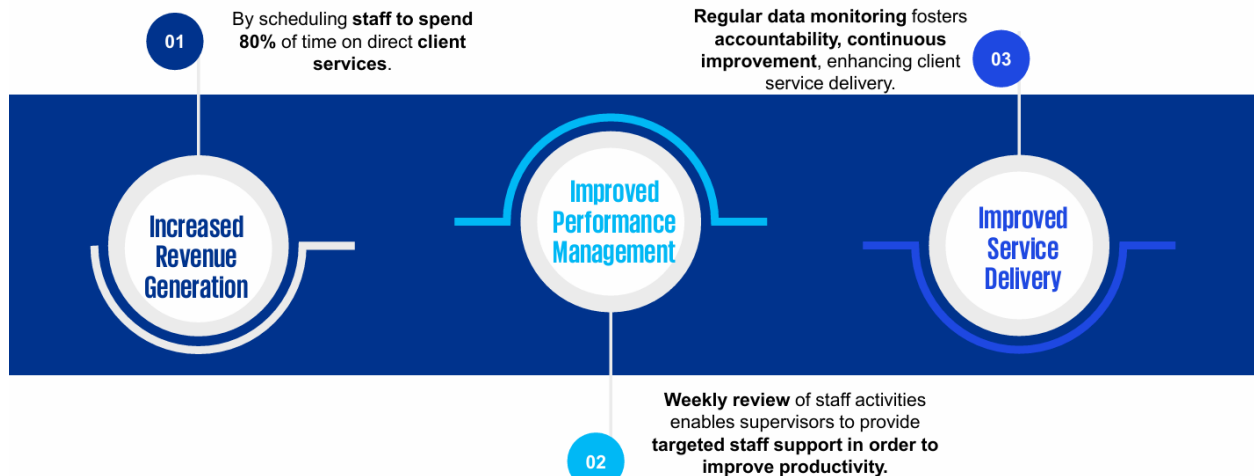 01
By scheduling staff to spend
80% of time on direct client
services.
Increased
Revenue
Generation
Improved
Performance
Management
02
Weekly review of staff activities
enables supervisors to provide
targeted staff support in order to
improve productivity.
Regular data monitoring fosters
accountability, continuous
improvement, enhancing client
service delivery.
03
Improved
Service
Delivery